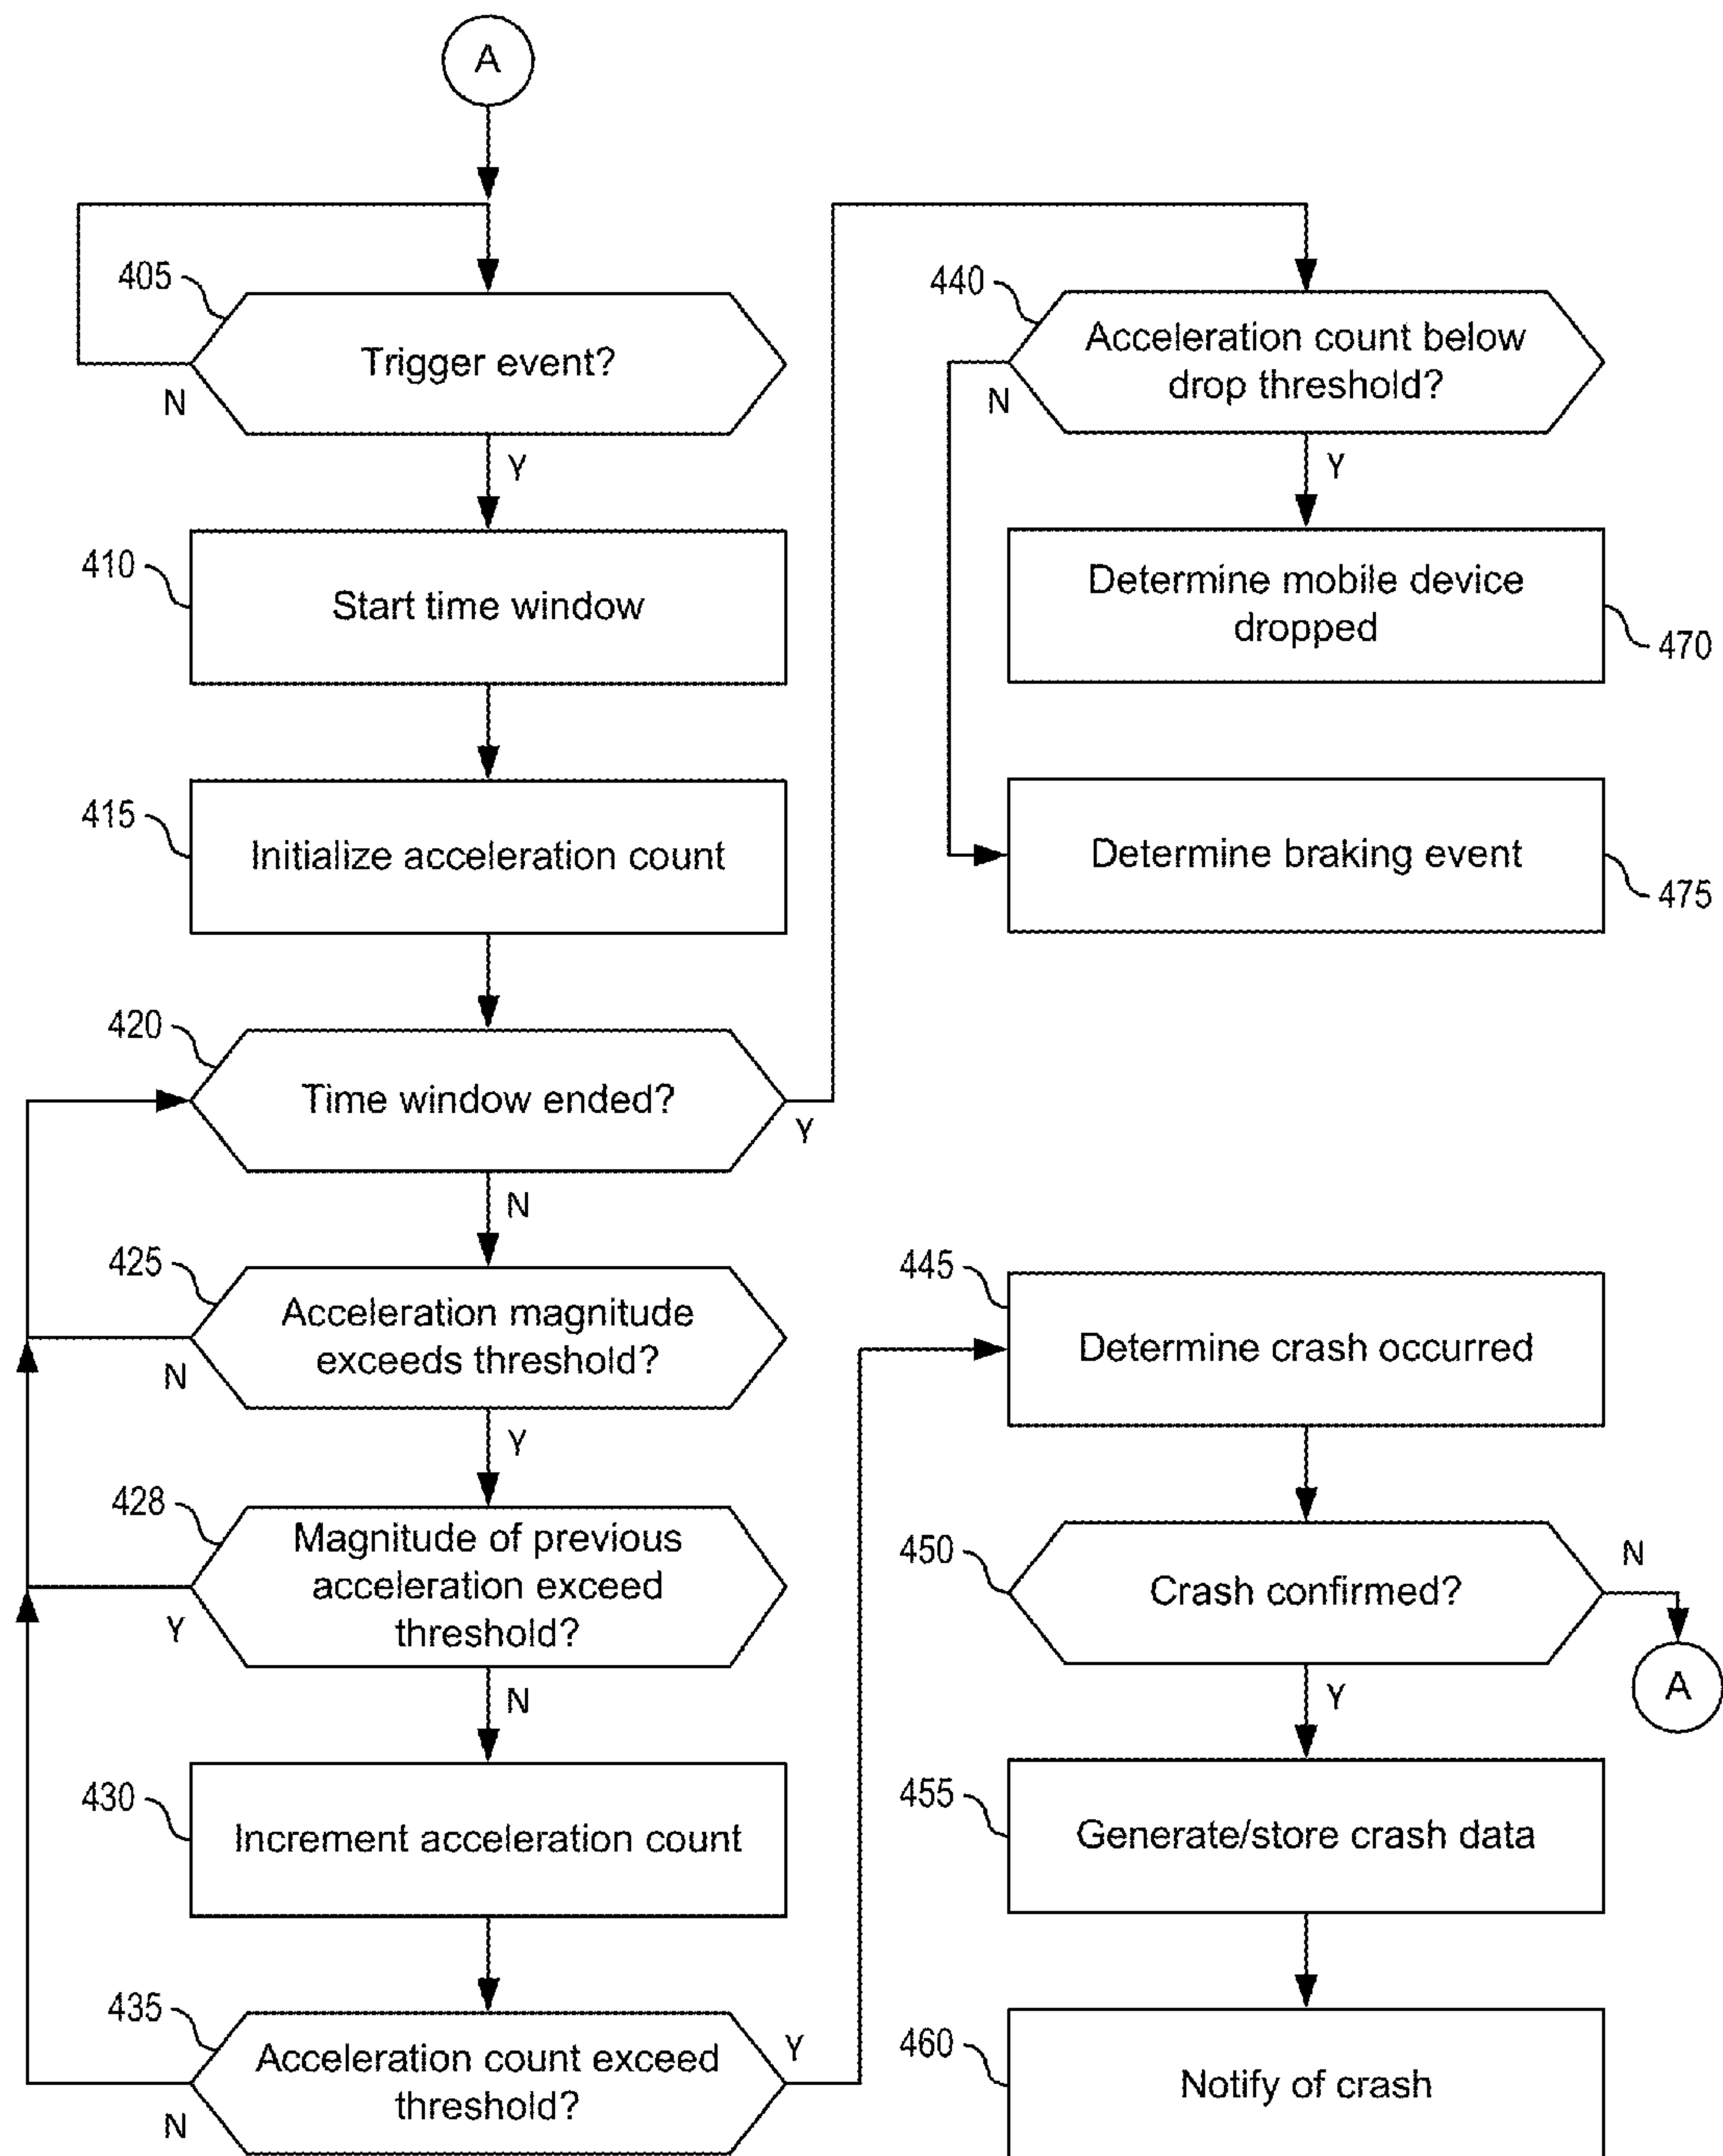 A
405
Trigger event?
N
Y
410
Start time window
415
Initialize acceleration count
420
Time window ended?
Y
N
425
Acceleration magnitude
exceeds threshold?
N
Y
428
Magnitude of previous
acceleration exceed
threshold?
Y
N
430
Increment acceleration count
435
Acceleration count exceed
threshold?
Y
N
440
Acceleration count below
drop threshold?
N
Y
Determine mobile device
dropped
470
Determine braking event
475
445
Determine crash occurred
450
Crash confirmed?
N
A
Y
455
Generate/store crash data
460
Notify of crash